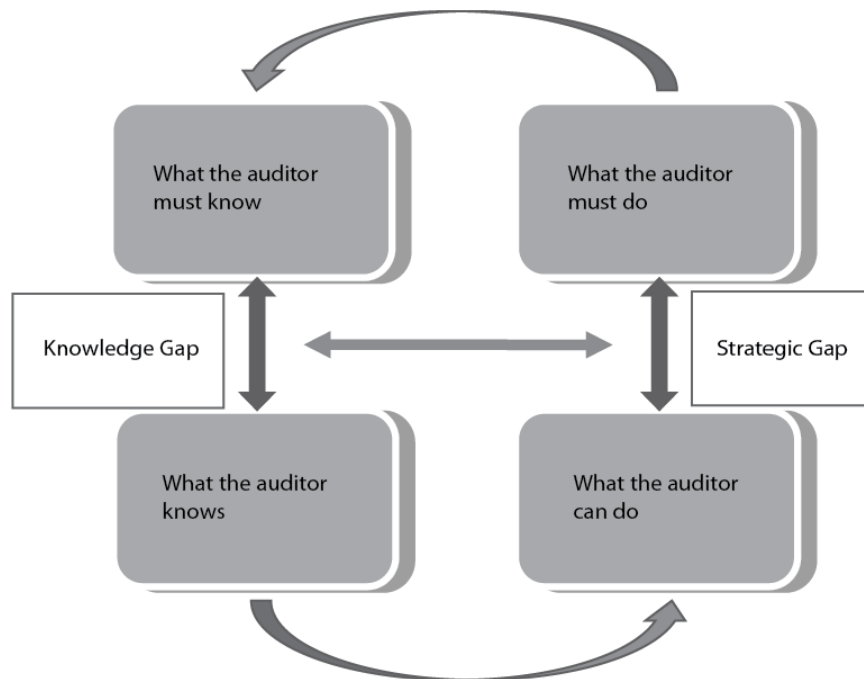 What the auditor
must know
What the auditor
must do
Knowledge Gap
Strategic Gap
What the auditor
knows
What the auditor
can do